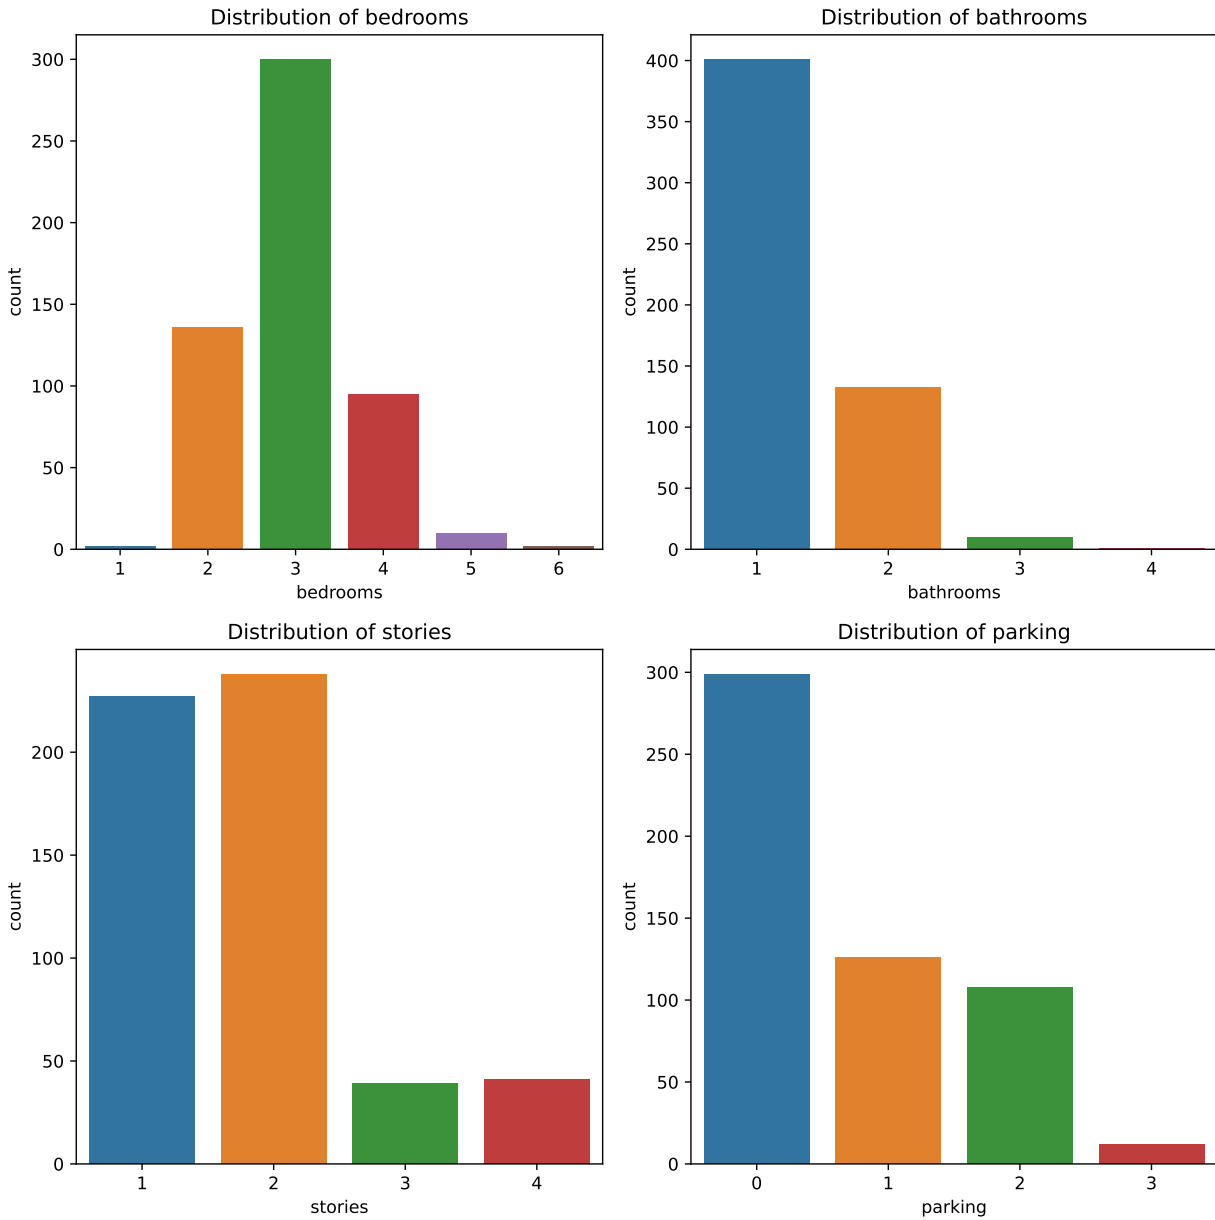 Distribution of bedrooms
300
250
200
150
100
50
0
count
1 2 3 4 5 6
bedrooms
Distribution of bathrooms
400
350
300
250
200
150
100
50
0
count
1 2 3 4
bathrooms
Distribution of stories
200
150
100
50
0
count
1 2 3 4
stories
Distribution of parking
300
250
200
150
100
50
0
count
0 1 2 3
parking